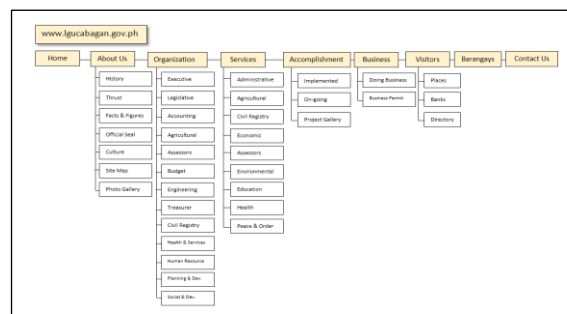 www.lgucabagan.gov.ph
Home
About Us
Organization
Services
Accomplishment
Business
Visitors
Barangays
Contact Us
History
Thrust
Facts & Figures
Official Seal
Culture
Site Map
Photo Gallery
Executive
Legislative
Accounting
Agricultural
Assessors
Budget
Engineering
Treasurer
Civil Registry
Health & Services
Human Resource
Planning & Dev.
Social & Dev.
Administrative
Agricultural
Civil Registry
Economic
Assessors
Environmental
Education
Health
Peace & Order
Implemented
On-going
Project Gallery
Doing Business
Business Permit
Places
Banks
Directory